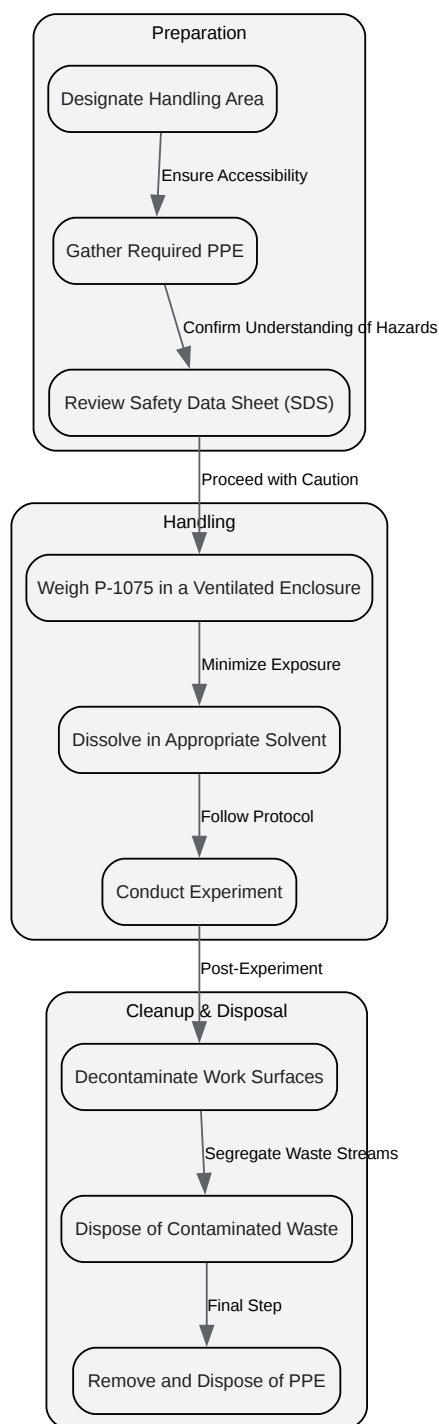 Preparation
Designate Handling Area
Ensure Accessibility
Gather Required PPE
Confirm Understanding of Hazards
Review Safety Data Sheet (SDS)
Proceed with Caution
Handling
Weigh P-1075 in a Ventilated Enclosure
Minimize Exposure
Dissolve in Appropriate Solvent
Follow Protocol
Conduct Experiment
Post-Experiment
Cleanup & Disposal
Decontaminate Work Surfaces
Segregate Waste Streams
Dispose of Contaminated Waste
Final Step
Remove and Dispose of PPE